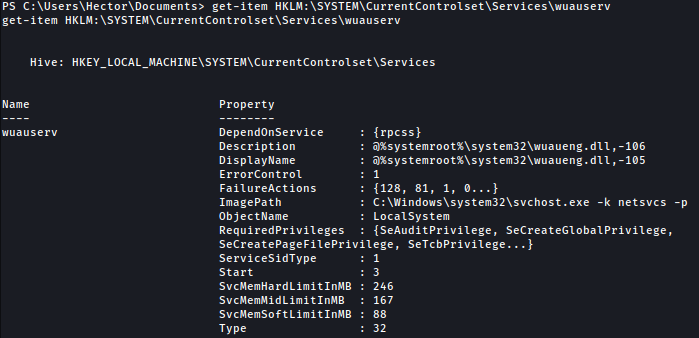 PS C:\Users\Hector\Documents> get-item HKLM:\SYSTEM\CurrentControlset\Services\wuauserv
get-item HKLM:\SYSTEM\CurrentControlset\Services\wuauserv
Hive: HKEY_LOCAL_MACHINE\SYSTEM\CurrentControlset\Services
Name Property
---- --------
wuauserv DependOnService : {rpcss}
Description : @%systemroot%\system32\wuaueng.dll,-106
DisplayName : @%systemroot%\system32\wuaueng.dll,-105
ErrorControl : 1
FailureActions : {128, 81, 1, 0...}
ImagePath : C:\Windows\system32\svchost.exe -k netsvcs -p
ObjectName : LocalSystem
RequiredPrivileges : {SeAuditPrivilege, SeCreateGlobalPrivilege,
SeCreatePageFilePrivilege, SeTcbPrivilege...}
ServiceSidType : 1
Start : 3
SvcMemHardLimitInMB : 246
SvcMemMidLimitInMB : 167
SvcMemSoftLimitInMB : 88
Type : 32